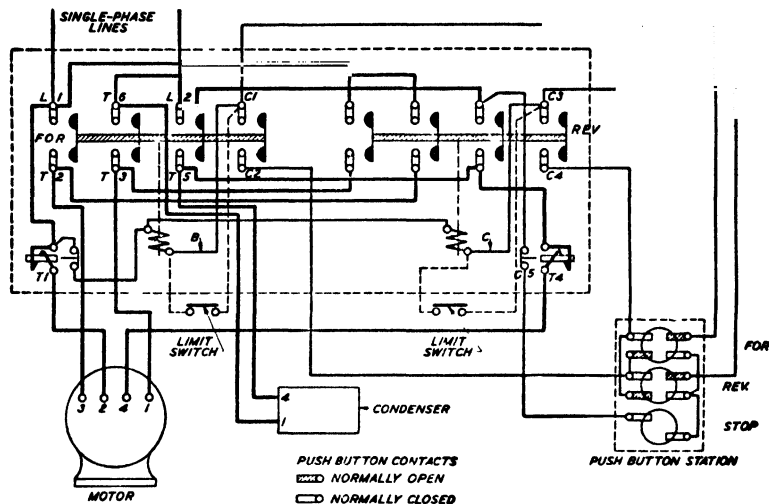 SINGLE-PHASE
LINES
L 1
T 6
L 2
C1
C3
FOR
REV
T 2
T 3
T 5
C2
C4
B
C
T1
C 5
T4
LIMIT
SWITCH
LIMIT
SWITCH
FOR
REV.
STOP
3 2 4 1
4
1
CONDENSER
PUSH BUTTON STATION
MOTOR
PUSH BUTTON CONTACTS
NORMALLY OPEN
NORMALLY CLOSED